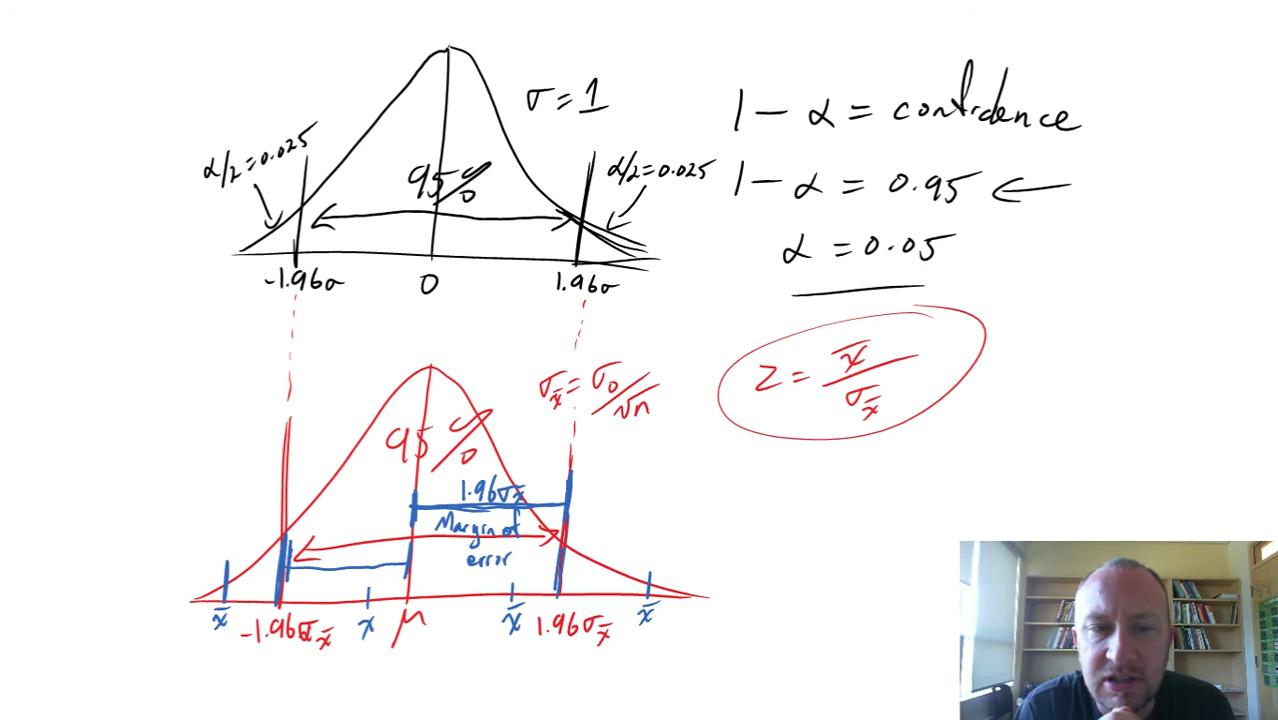 σ = 1
1 - α = confidence
α/2 = 0.025
95%
α/2 = 0.025
1 - α = 0.95
α = 0.05
-1.96σ
0
1.96σ
z = x̄/σx̄
σx̄ = σ0/√n
95%
1.96σx̄
Margin of
error
x̄
-1.96σx̄
x
μ
x̄
1.96σx̄
x̄